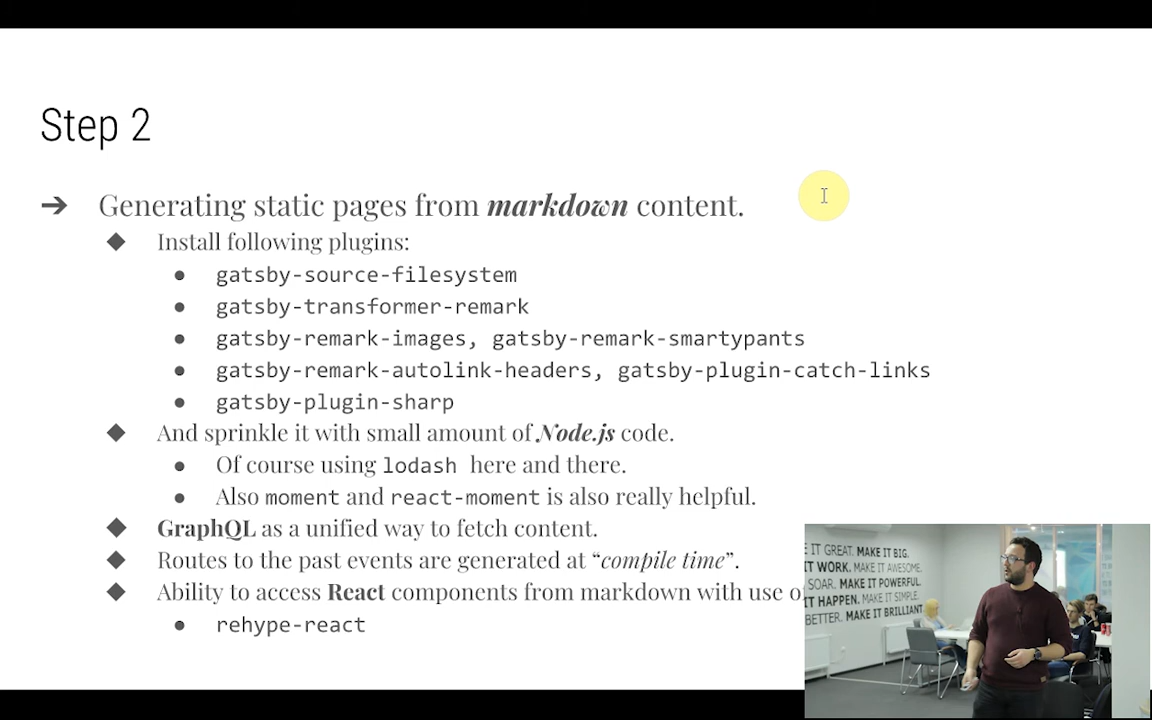 Step 2
➔ Generating static pages from markdown content.
◆ Install following plugins:
● gatsby-source-filesystem
● gatsby-transformer-remark
● gatsby-remark-images, gatsby-remark-smartypants
● gatsby-remark-autolink-headers, gatsby-plugin-catch-links
● gatsby-plugin-sharp
◆ And sprinkle it with small amount of Node.js code.
● Of course using lodash here and there.
● Also moment and react-moment is also really helpful.
◆ GraphQL as a unified way to fetch content.
◆ Routes to the past events are generated at “compile time”.
◆ Ability to access React components from markdown with use o
● rehype-react
E IT GREAT. MAKE IT BIG.
IT WORK. MAKE IT AWESOME.
SOAR. MAKE IT POWERFUL.
IT HAPPEN. MAKE IT SIMPLE.
BETTER. MAKE IT BRILLIANT